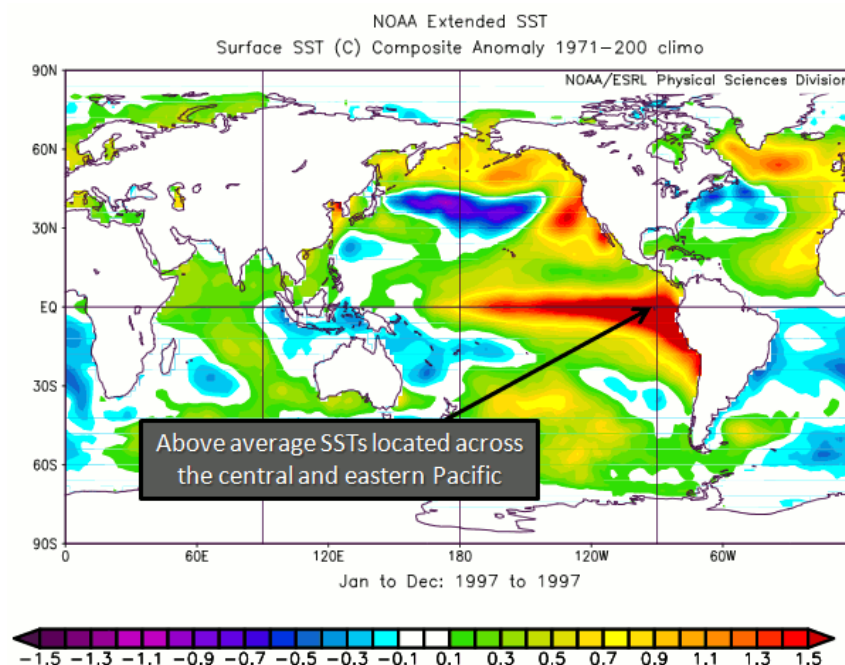 NOAA Extended SST
Surface SST (C) Composite Anomaly 1971-200 climo
NOAA/ESRL Physical Sciences Division
90N
60N
30N
EQ
30S
60S
90S
Above average SSTs located across
the central and eastern Pacific
0 60E 120E 180 120W 60W
Jan to Dec: 1997 to 1997
-1.5 -1.3 -1.1 -0.9 -0.7 -0.5 -0.3 -0.1 0.1 0.3 0.5 0.7 0.9 1.1 1.3 1.5